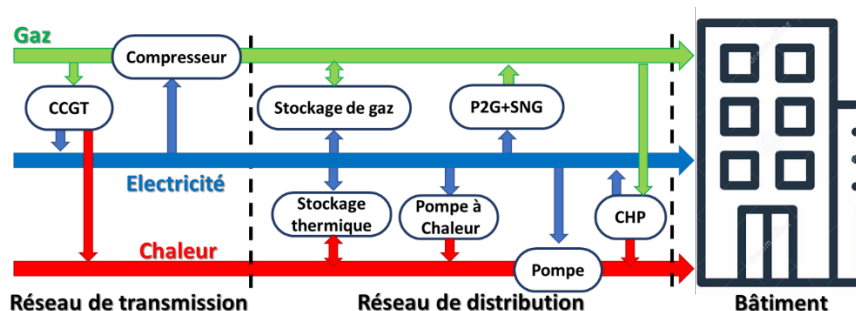 Gaz
Compresseur
CCGT
Stockage de gaz
P2G+SNG
Electricité
Stockage
thermique
Pompe à
Chaleur
CHP
Chaleur
Pompe
Réseau de transmission
Réseau de distribution
Bâtiment